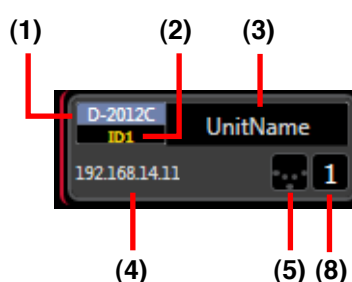 (1) (2) (3)
D-2012C
ID1
UnitName
192.168.14.11
1
(4) (5) (8)